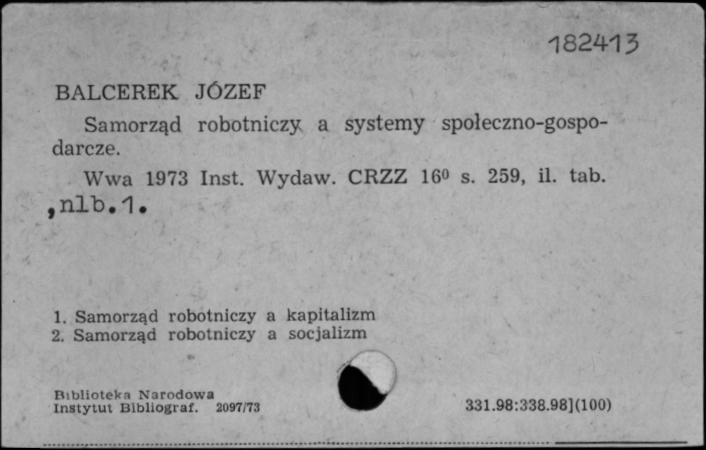 182413
BALCEREK JÓZEF
Samorząd robotniczy a systemy społeczno-gospo-
darcze.
Wwa 1973 Inst. Wydaw. CRZZ 16⁰ s. 259, il. tab.
,nlb.1.
1. Samorząd robotniczy a kapitalizm
2. Samorząd robotniczy a socjalizm
Biblioteka Narodowa
Instytut Bibliograf. 2097/73
331.98:338.98](100)